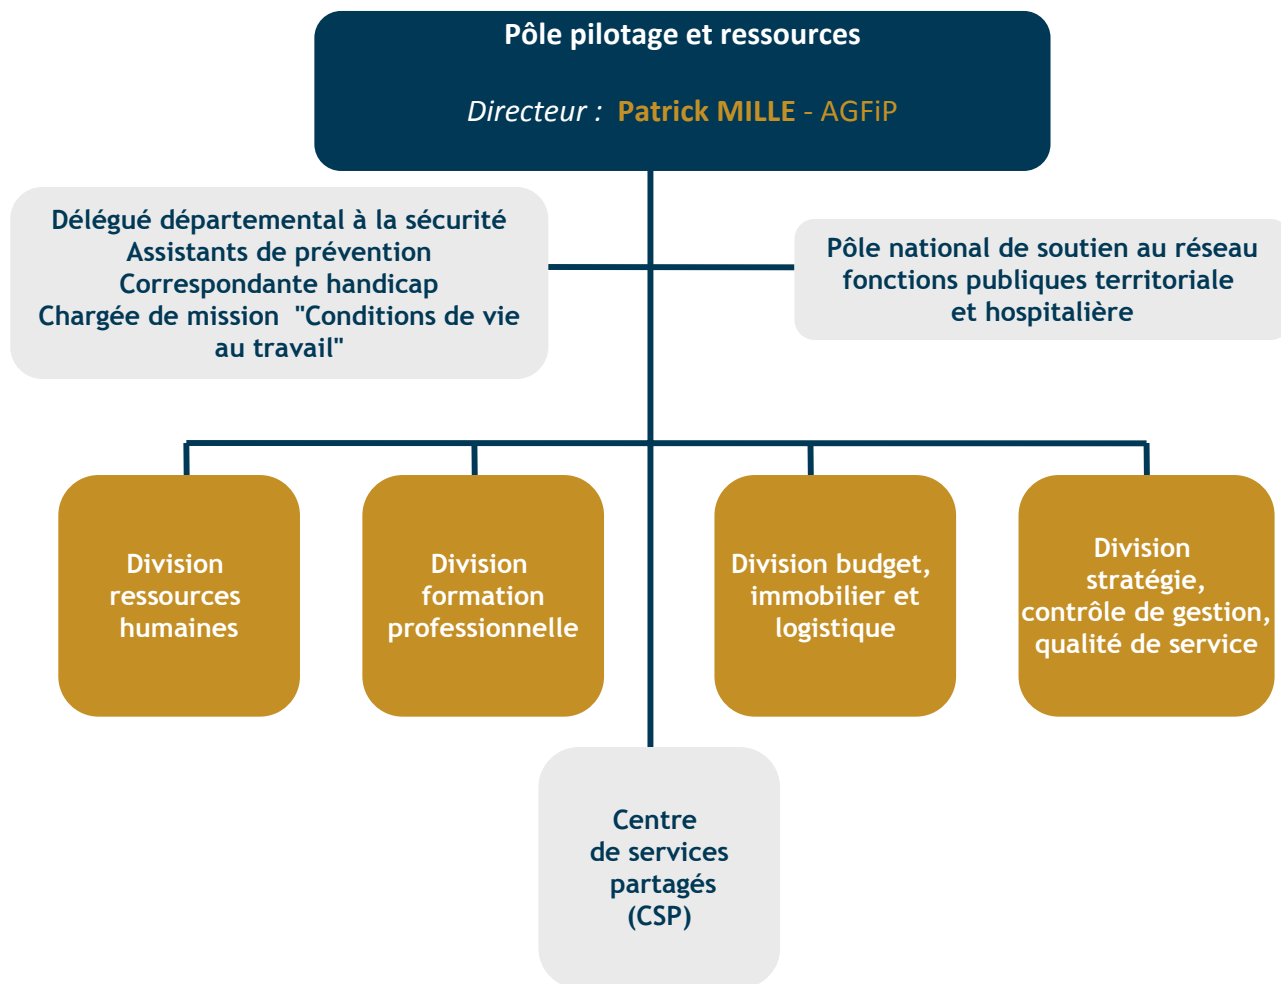 Pôle pilotage et ressources
Directeur : Patrick MILLE - AGFiP
Délégué départemental à la sécurité
Assistants de prévention
Correspondante handicap
Chargée de mission "Conditions de vie
au travail"
Pôle national de soutien au réseau
fonctions publiques territoriale
et hospitalière
Division
ressources
humaines
Division
formation
professionnelle
Division budget,
immobilier et
logistique
Division
stratégie,
contrôle de gestion,
qualité de service
Centre
de services
partagés
(CSP)